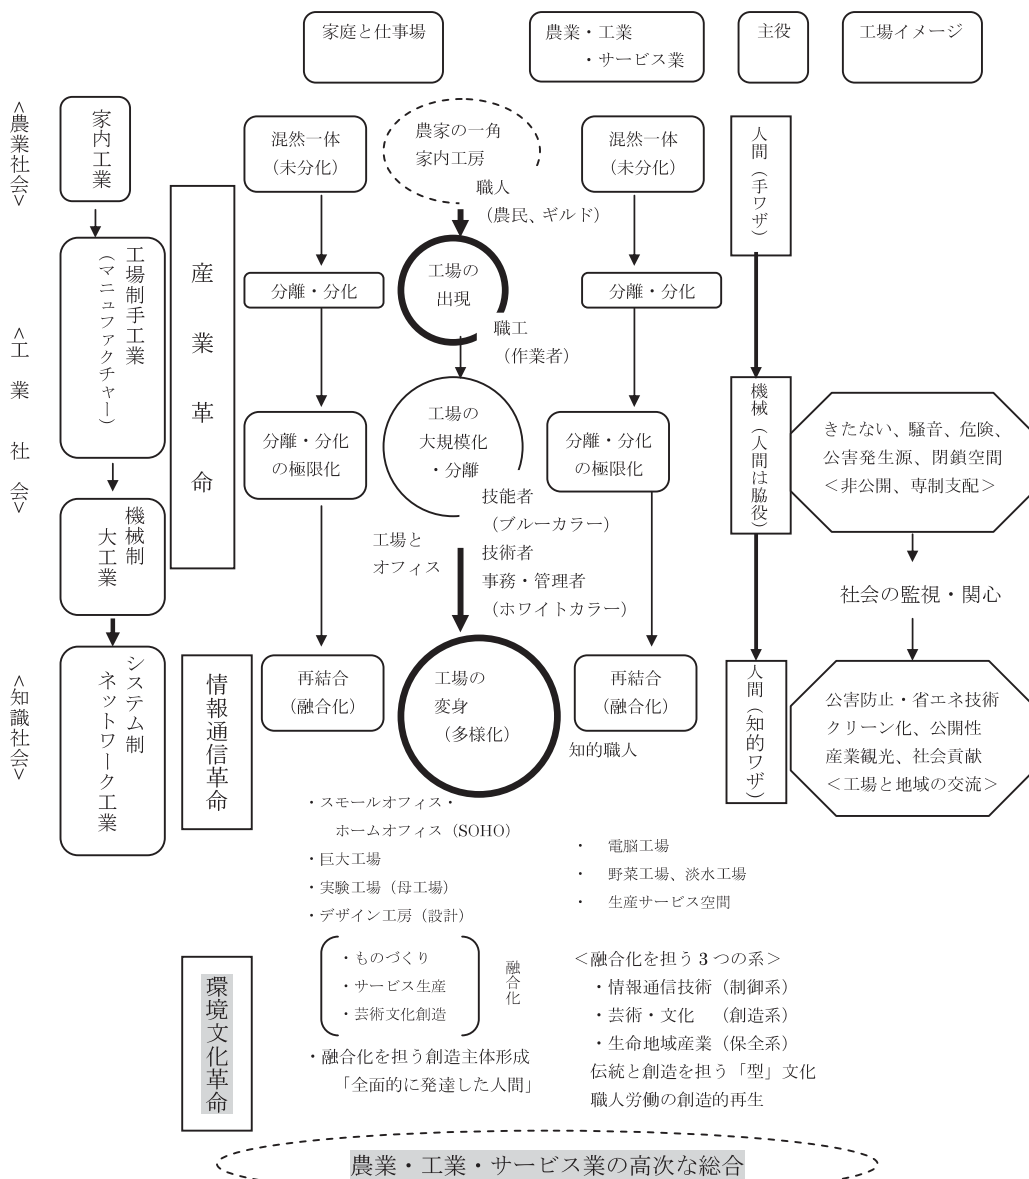 家庭と仕事場
農業・工業
・サービス業
主役
工場イメージ
<農業社会>
<工業社会>
<知識社会>
家内工業
工場制手工業
(マニュファクチャー)
機械制
大工業
システム制
ネットワーク工業
産業革命
情報通信革命
環境文化革命
混然一体
(未分化)
分離・分化
分離・分化
の極限化
再結合
(融合化)
農家の一角
家内工房
職人
(農民、ギルド)
工場の
出現
職工
(作業者)
工場の
大規模化
・分離
技能者
(ブルーカラー)
技術者
事務・管理者
(ホワイトカラー)
工場と
オフィス
工場の
変身
(多様化)
知的職人
混然一体
(未分化)
分離・分化
分離・分化
の極限化
再結合
(融合化)
人間(手ワザ)
機械(人間は脇役)
人間(知的ワザ)
きたない、騒音、危険、
公害発生源、閉鎖空間
<非公開、専制支配>
社会の監視・関心
公害防止・省エネ技術
クリーン化、公開性
産業観光、社会貢献
<工場と地域の交流>
・スモールオフィス・
ホームオフィス(SOHO)
・巨大工場
・実験工場(母工場)
・デザイン工房(設計)
・ものづくり
・サービス生産
・芸術文化創造
融合化
・融合化を担う創造主体形成
「全面的に発達した人間」
・ 電脳工場
・ 野菜工場、淡水工場
・ 生産サービス空間
<融合化を担う 3 つの系>
・情報通信技術(制御系)
・芸術・文化 (創造系)
・生命地域産業(保全系)
伝統と創造を担う「型」文化
職人労働の創造的再生
農業・工業・サービス業の高次な総合